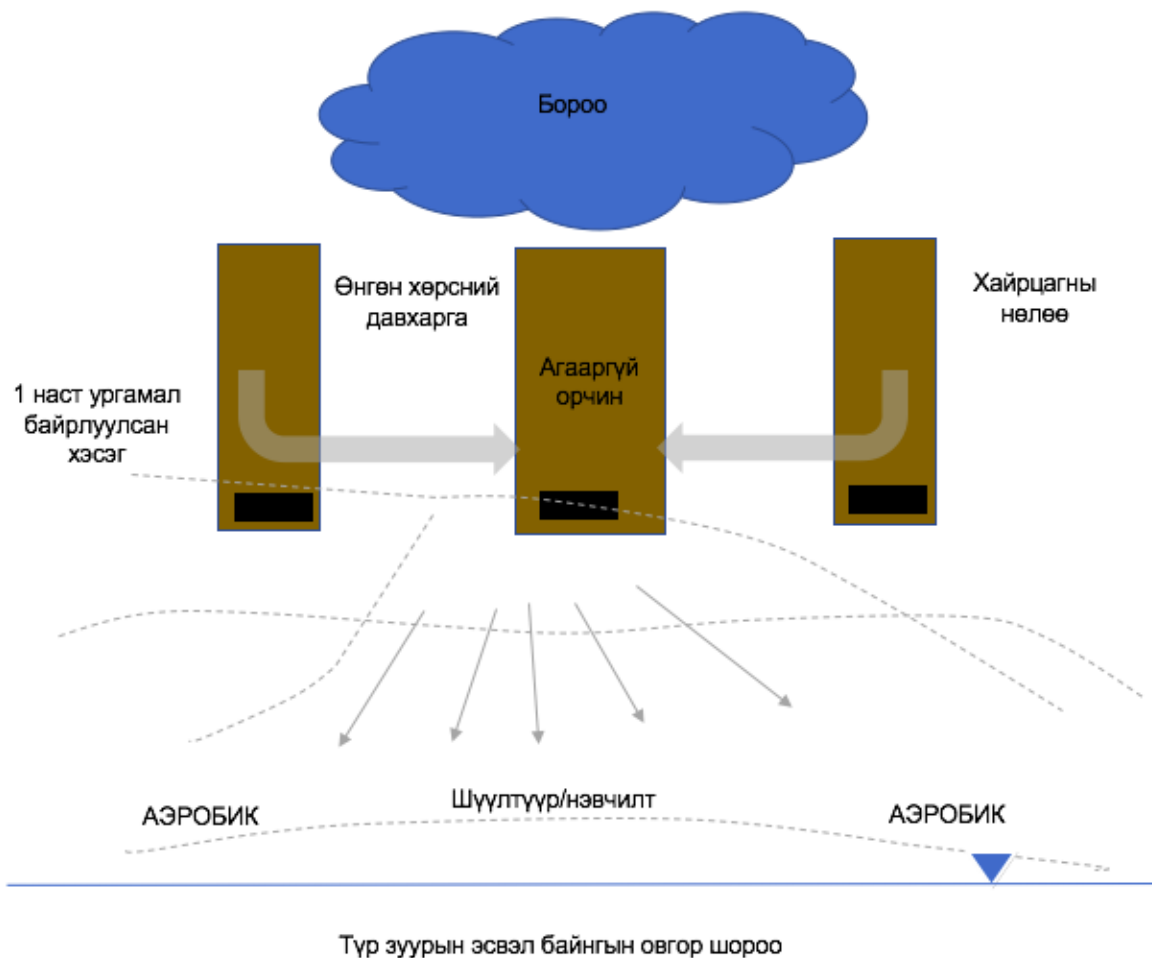 Бороо
Өнгөн хөрсний
давхарга
Хайрцагны
нөлөө
Агааргүй
орчин
1 наст ургамал
байрлуулсан
хэсэг
АЭРОБИК
Шүүлтүүр/нэвчилт
АЭРОБИК
Түр зуурын эсвэл байнгын овгор шороо